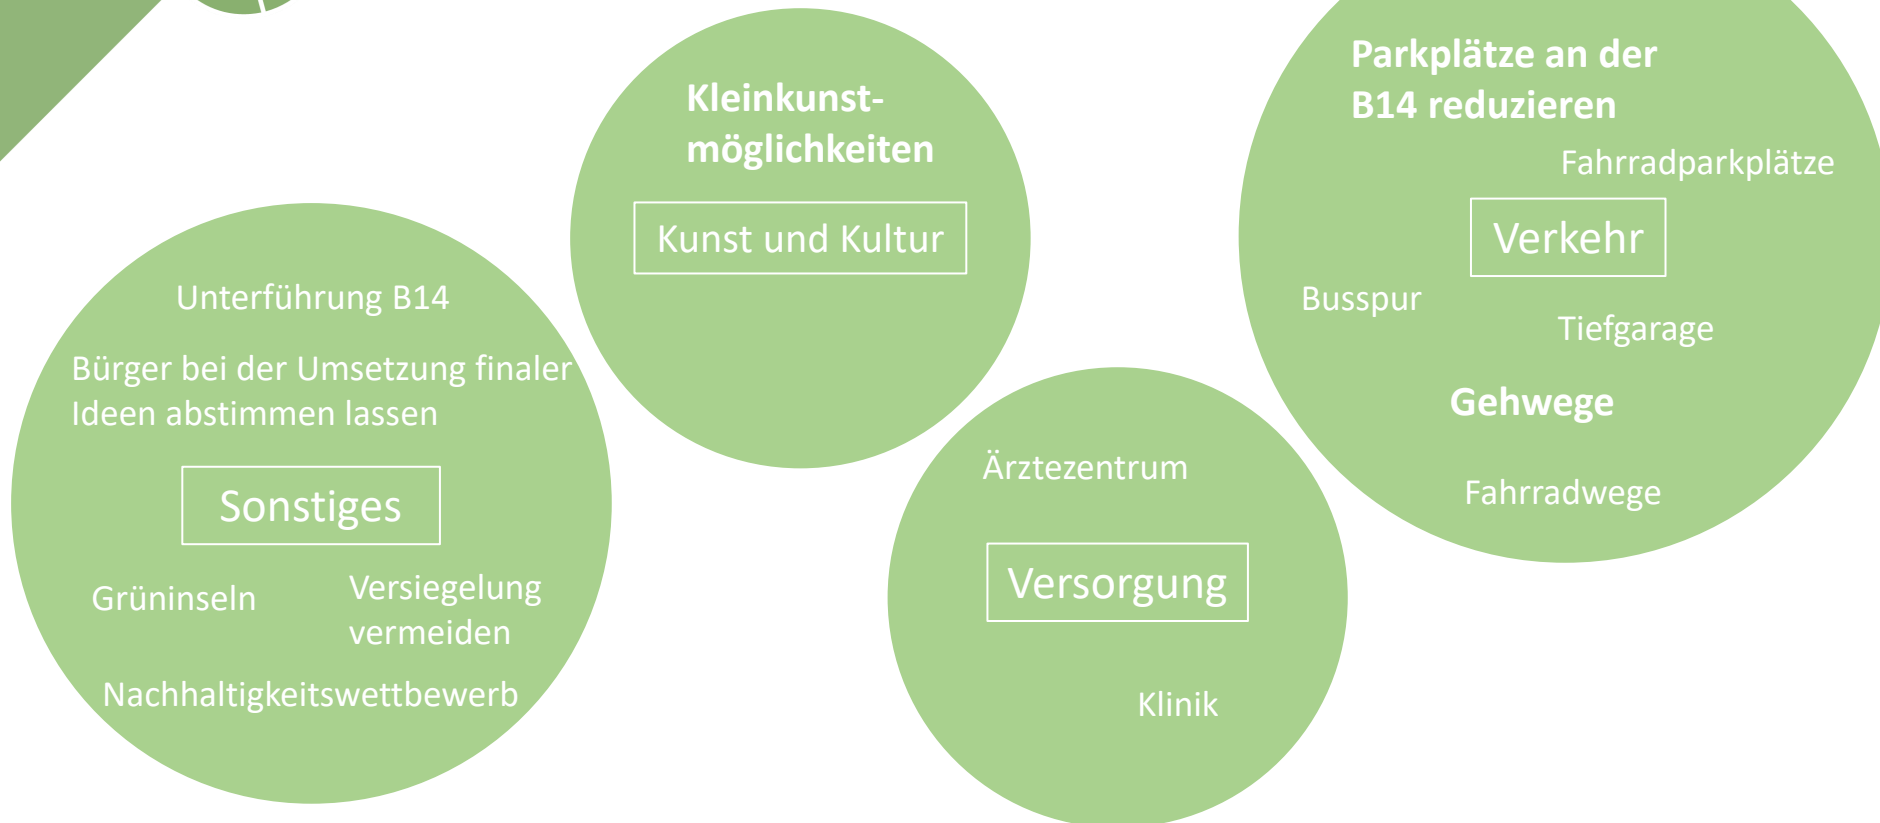 Kleinkunst-
möglichkeiten
Kunst und Kultur
Parkplätze an der
B14 reduzieren
Fahrradparkplätze
Verkehr
Busspur
Tiefgarage
Gehwege
Fahrradwege
Unterführung B14
Bürger bei der Umsetzung finaler
Ideen abstimmen lassen
Sonstiges
Grüninseln
Versiegelung
vermeiden
Nachhaltigkeitswettbewerb
Ärztezentrum
Versorgung
Klinik